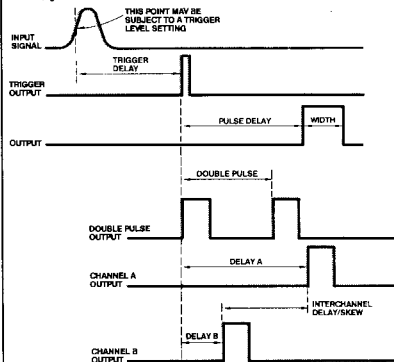 THIS POINT MAY BE
SUBJECT TO A TRIGGER
LEVEL SETTING
INPUT
SIGNAL
TRIGGER
DELAY
TRIGGER
OUTPUT
PULSE DELAY
WIDTH
OUTPUT
DOUBLE PULSE
DOUBLE PULSE
OUTPUT
DELAY A
CHANNEL A
OUTPUT
INTERCHANNEL
DELAY/SKEW
DELAY B
CHANNEL B
OUTPUT